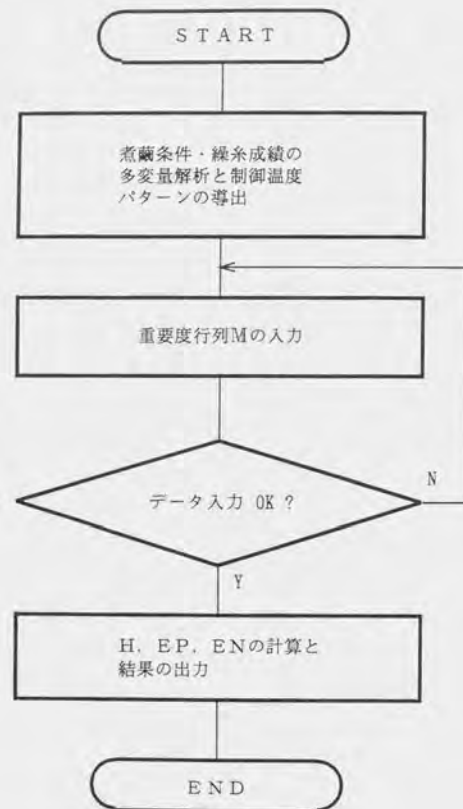 START
煮繭条件・繰糸成績の
多変量解析と制御温度
パターンの導出
重要度行列Mの入力
データ入力 OK ?
N
Y
H, EP, ENの計算と
結果の出力
END